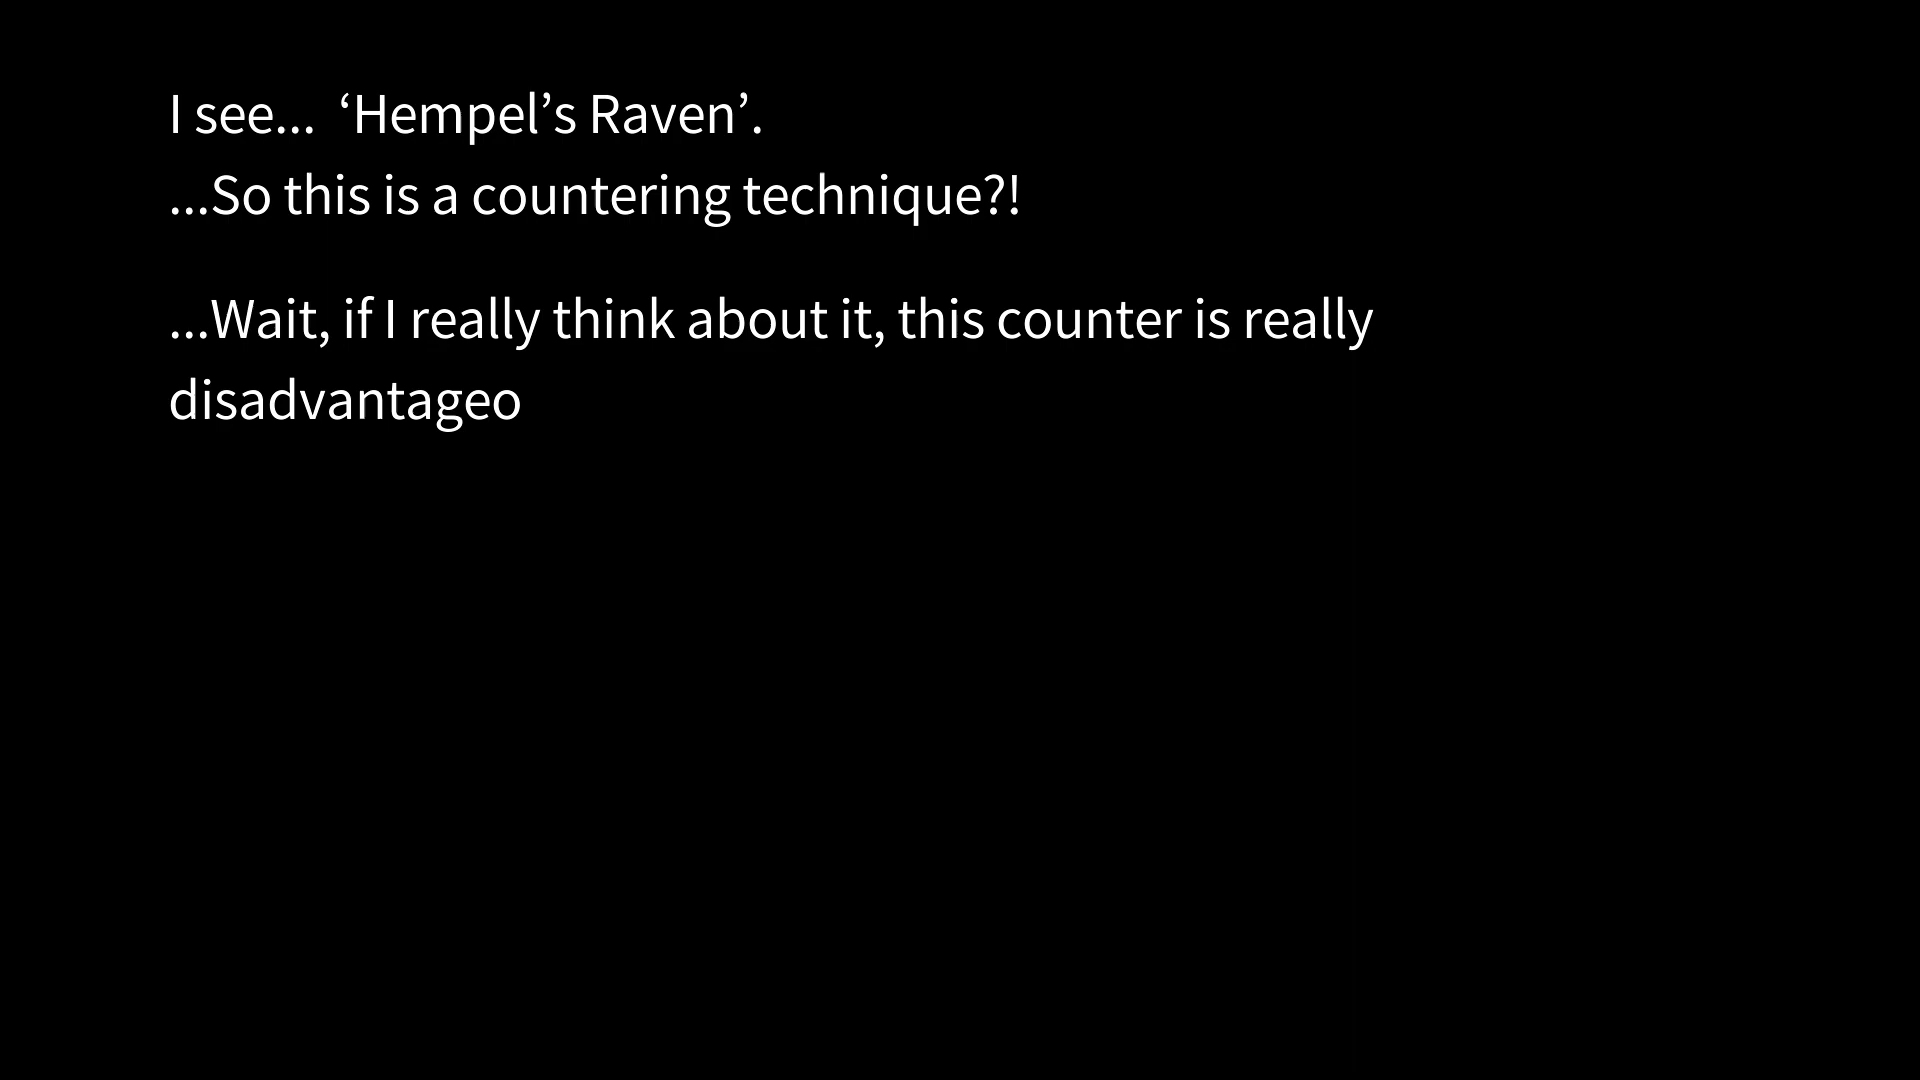 I see...  ‘Hempel’s Raven’.
...So this is a countering technique?!
...Wait, if I really think about it, this counter is really
disadvantageo